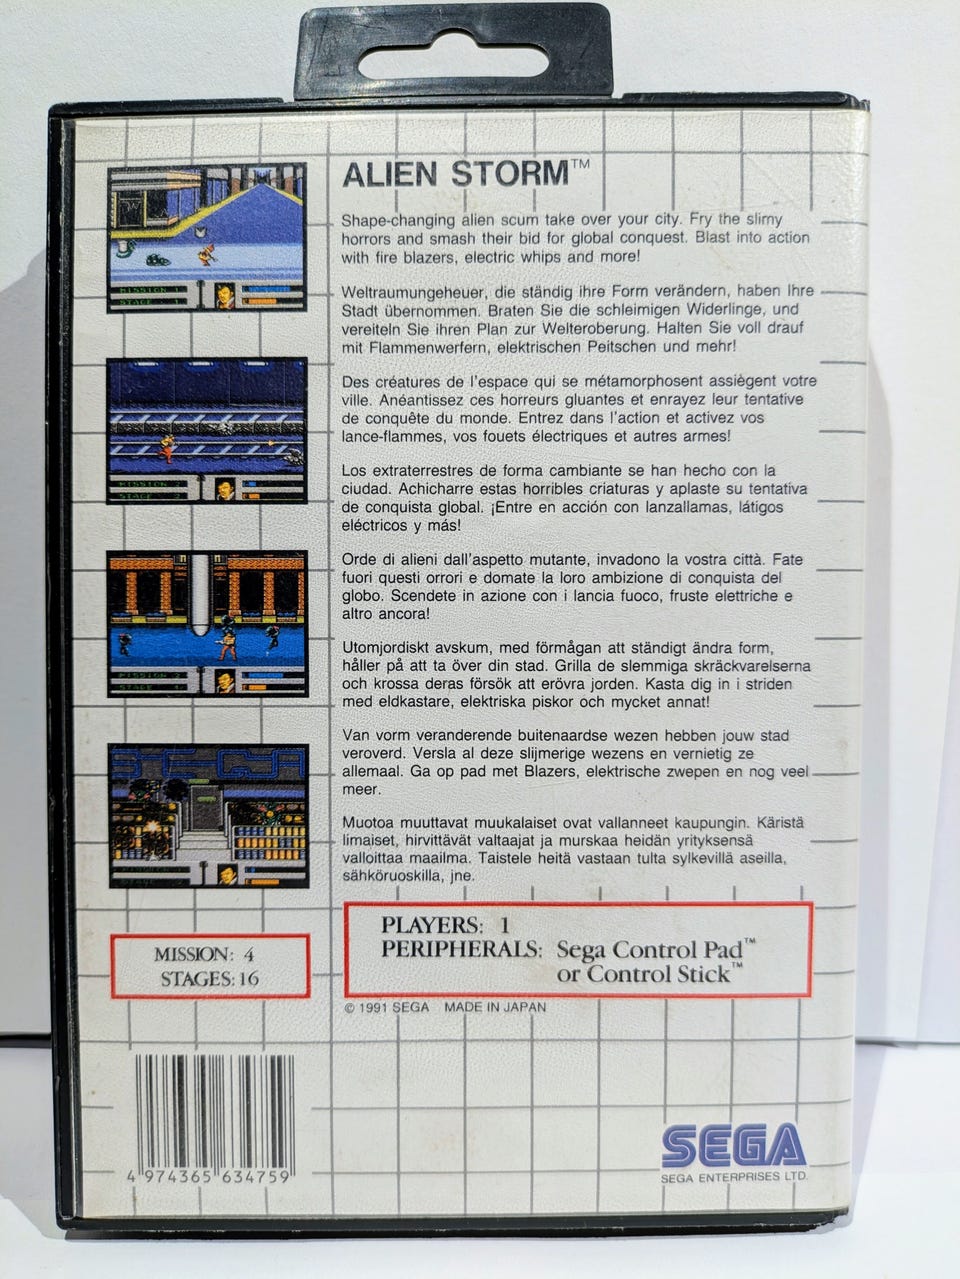 ALIEN STORM™
Shape-changing alien scum take over your city. Fry the slimy
horrors and smash their bid for global conquest. Blast into action
with fire blazers, electric whips and more!
Weltraumungeheuer, die ständig ihre Form verändern, haben Ihre
Stadt übernommen. Braten Sie die schleimigen Widerlinge, und
vereiteln Sie ihren Plan zur Welteroberung. Halten Sie voll drauf
mit Flammenwerfern, elektrischen Peitschen und mehr!
Des créatures de l'espace qui se métamorphosent assiègent votre
ville. Anéantissez ces horreurs gluantes et enrayez leur tentative
de conquête du monde. Entrez dans l'action et activez vos
lance-flammes, vos fouets électriques et autres armes!
Los extraterrestres de forma cambiante se han hecho con la
ciudad. Achicharre estas horribles criaturas y aplaste su tentativa
de conquista global. ¡Entre en acción con lanzallamas, látigos
eléctricos y más!
Orde di alieni dall'aspetto mutante, invadono la vostra città. Fate
fuori questi orrori e domate la loro ambizione di conquista del
globo. Scendete in azione con i lancia fuoco, fruste elettriche e
altro ancora!
Utomjordiskt avskum, med förmågan att ständigt ändra form,
håller på att ta över din stad. Grilla de slemmiga skräckvarelserna
och krossa deras försök att erövra jorden. Kasta dig in i striden
med eldkastare, elektriska piskor och mycket annat!
Van vorm veranderende buitenaardse wezen hebben jouw stad
veroverd. Versla al deze slijmerige wezens en vernietig ze
allemaal. Ga op pad met Blazers, elektrische zwepen en nog veel
meer.
Muotoa muuttavat muukalaiset ovat vallanneet kaupungin. Käristä
limaiset, hirvittävät valtaajat ja murskaa heidän yrityksensä
valloittaa maailma. Taistele heitä vastaan tulta sylkevillä aseilla,
sähköruoskilla, jne.
MISSION 1
STAGE 1
MISSION 2
STAGE 2
MISSION 2
STAGE
SEGA
MISSION: 4
STAGES: 16
PLAYERS: 1
PERIPHERALS: Sega Control Pad™
or Control Stick™
© 1991 SEGA MADE IN JAPAN
4 974365 634759
SEGA
SEGA ENTERPRISES LTD.